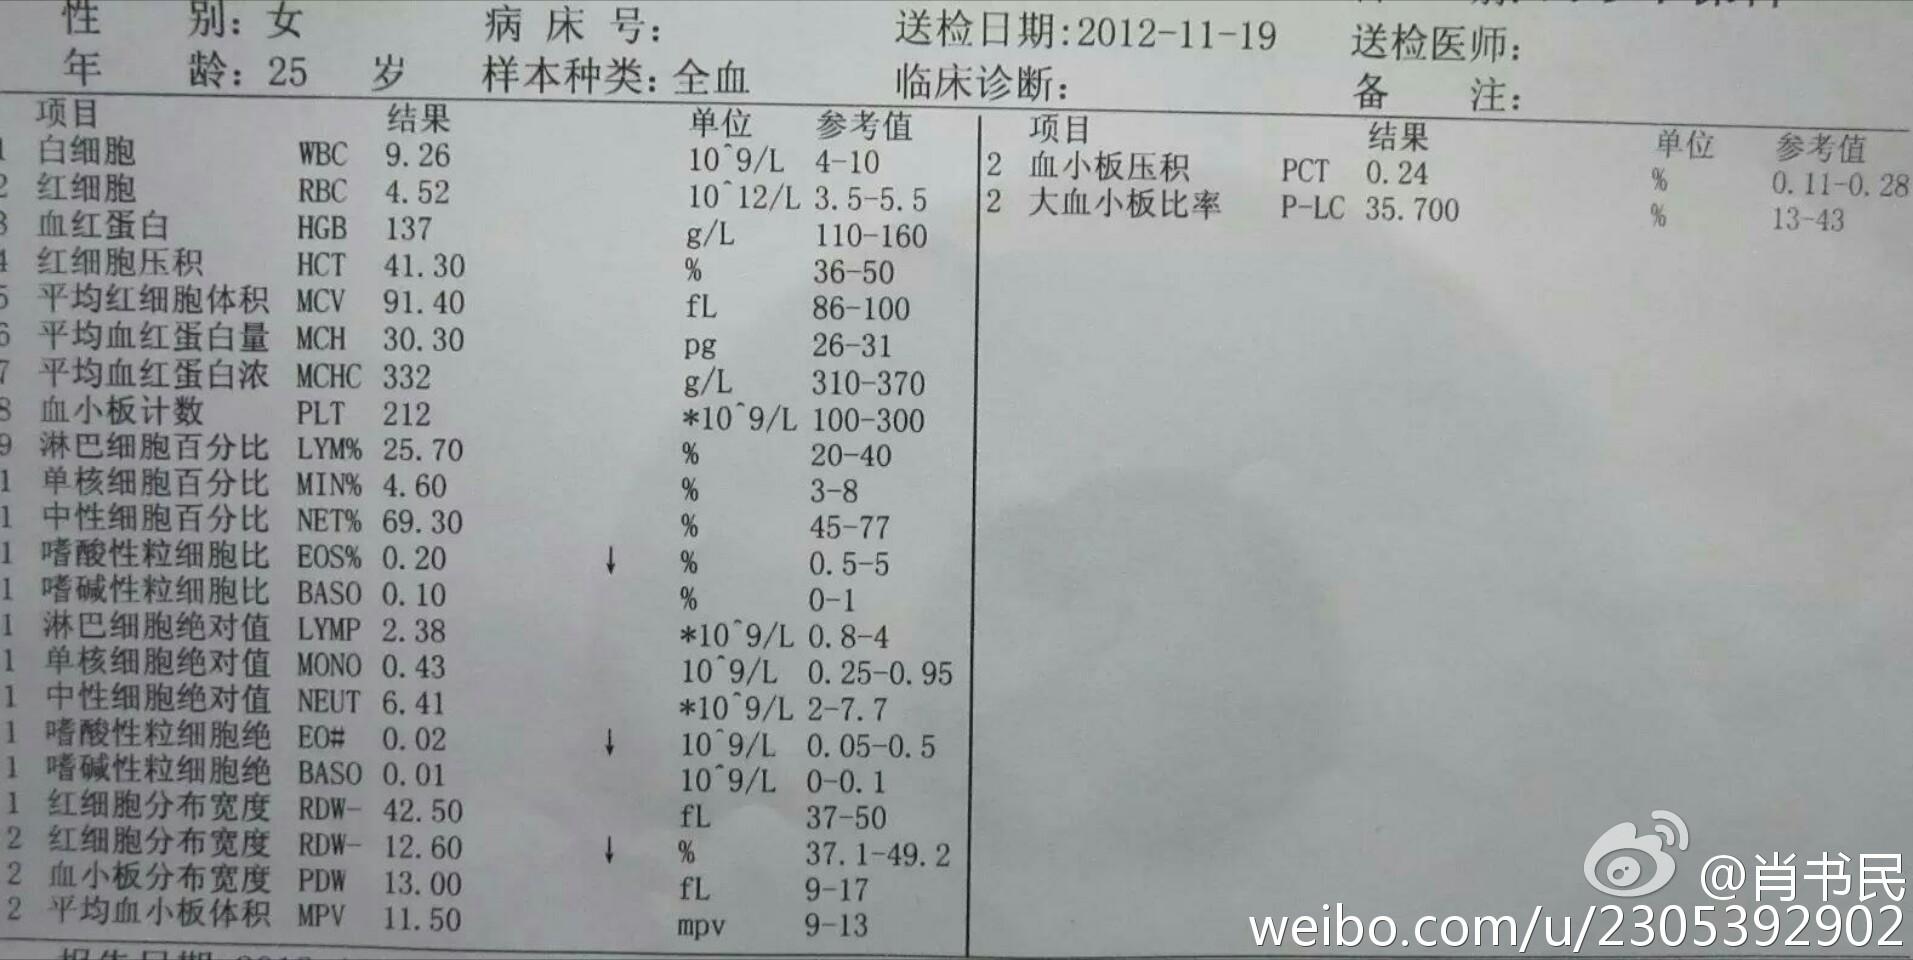 性 别: 女 病 床 号: 送检日期:2012-11-19 送检医师:
年 龄: 25 岁 样本种类: 全血 临床诊断: 备 注:
项目 结果 单位 参考值 项目 结果 单位 参考值
1 白细胞 WBC 9.26 10^9/L 4-10 2 血小板压积 PCT 0.24 % 0.11-0.28
2 红细胞 RBC 4.52 10^12/L 3.5-5.5 2 大血小板比率 P-LC 35.700 % 13-43
3 血红蛋白 HGB 137 g/L 110-160
4 红细胞压积 HCT 41.30 % 36-50
5 平均红细胞体积 MCV 91.40 fL 86-100
6 平均血红蛋白量 MCH 30.30 pg 26-31
7 平均血红蛋白浓 MCHC 332 g/L 310-370
8 血小板计数 PLT 212 *10^9/L 100-300
9 淋巴细胞百分比 LYM% 25.70 % 20-40
1 单核细胞百分比 MIN% 4.60 % 3-8
1 中性细胞百分比 NET% 69.30 % 45-77
1 嗜酸性粒细胞比 EOS% 0.20 ↓ % 0.5-5
1 嗜碱性粒细胞比 BASO 0.10 % 0-1
1 淋巴细胞绝对值 LYMP 2.38 *10^9/L 0.8-4
1 单核细胞绝对值 MONO 0.43 10^9/L 0.25-0.95
1 中性细胞绝对值 NEUT 6.41 *10^9/L 2-7.7
1 嗜酸性粒细胞绝 EO# 0.02 ↓ 10^9/L 0.05-0.5
1 嗜碱性粒细胞绝 BASO 0.01 10^9/L 0-0.1
1 红细胞分布宽度 RDW- 42.50 fL 37-50
2 红细胞分布宽度 RDW- 12.60 ↓ % 37.1-49.2
2 血小板分布宽度 PDW 13.00 fL 9-17
2 平均血小板体积 MPV 11.50 mpv 9-13
@肖书民
weibo.com/u/2305392902